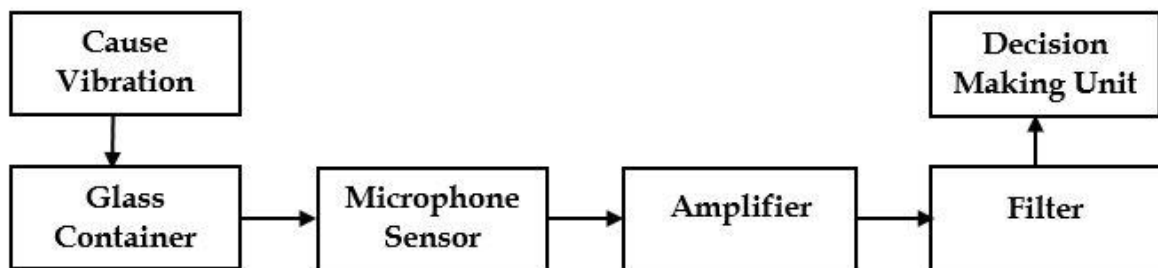 Cause
Vibration
Decision
Making Unit
Glass
Container
Microphone
Sensor
Amplifier
Filter